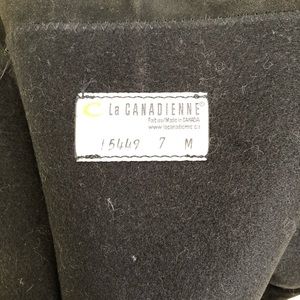 La CANADIENNE®
Fait au/Made in CANADA
www.lacanadienne.ca
15449 7 M